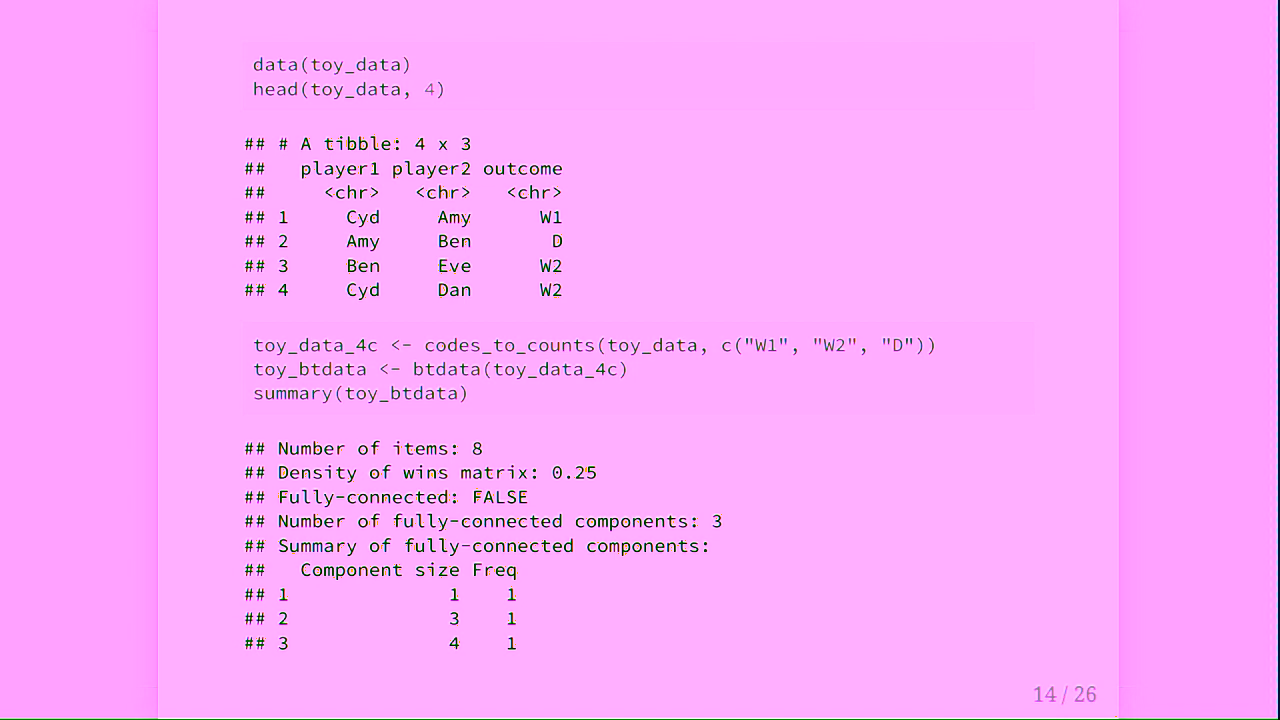 data(toy_data)
head(toy_data, 4)
## # A tibble: 4 x 3
##   player1 player2 outcome
##     <chr>   <chr>   <chr>
## 1     Cyd     Amy      W1
## 2     Amy     Ben       D
## 3     Ben     Eve      W2
## 4     Cyd     Dan      W2
toy_data_4c <- codes_to_counts(toy_data, c("W1", "W2", "D"))
toy_btdata <- btdata(toy_data_4c)
summary(toy_btdata)
## Number of items: 8
## Density of wins matrix: 0.25
## Fully-connected: FALSE
## Number of fully-connected components: 3
## Summary of fully-connected components:
##   Component size Freq
## 1              1    1
## 2              3    1
## 3              4    1
14 / 26